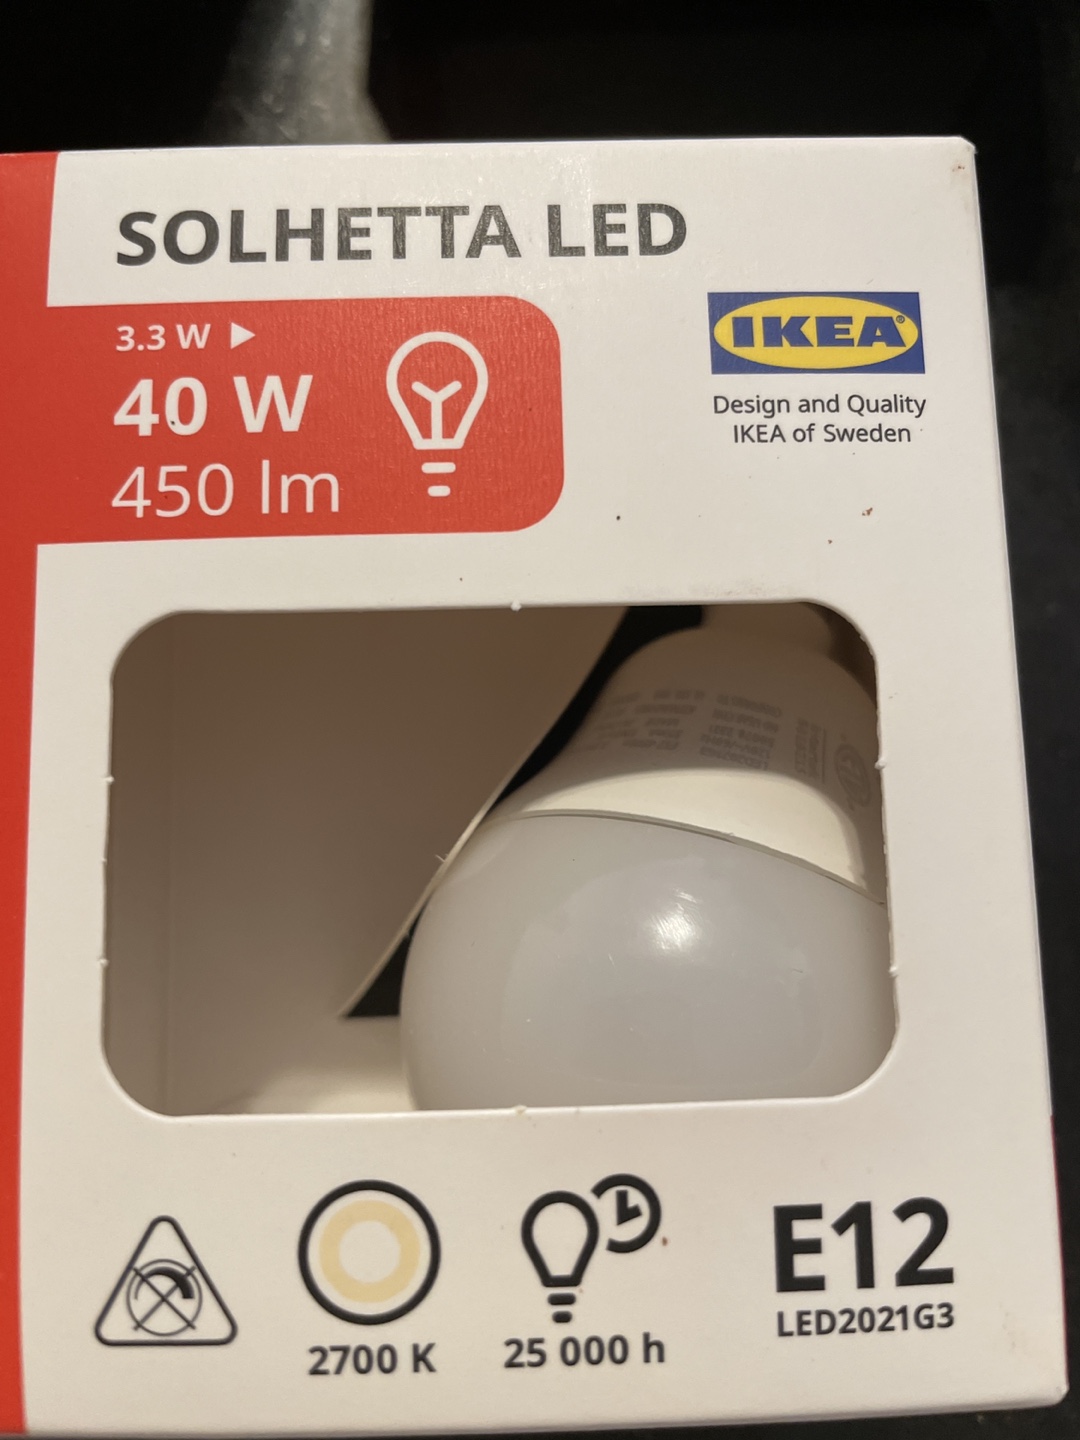 SOLHETTA LED
3.3 W ▶
40 W
450 lm
IKEA®
Design and Quality
IKEA of Sweden
2700 K
25 000 h
E12
LED2021G3